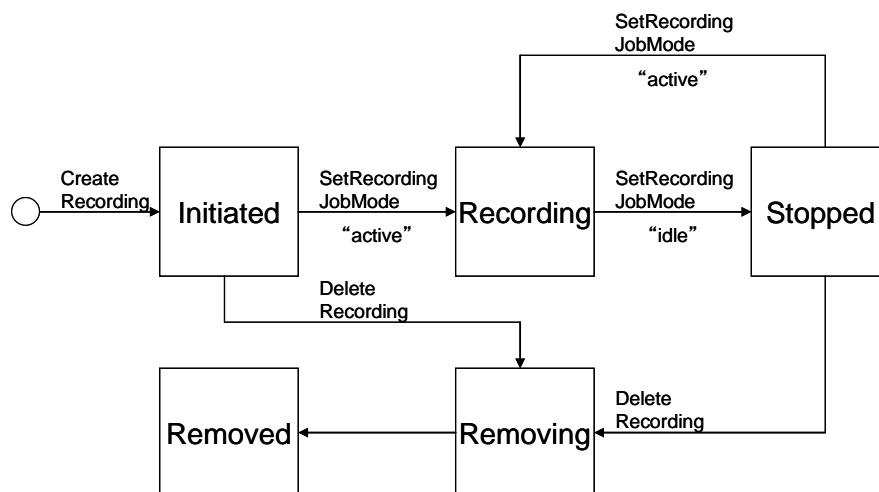 SetRecording
JobMode
“active”
Create
Recording
Initiated
SetRecording
JobMode
“active”
Recording
SetRecording
JobMode
“idle”
Stopped
Delete
Recording
Removed
Removing
Delete
Recording